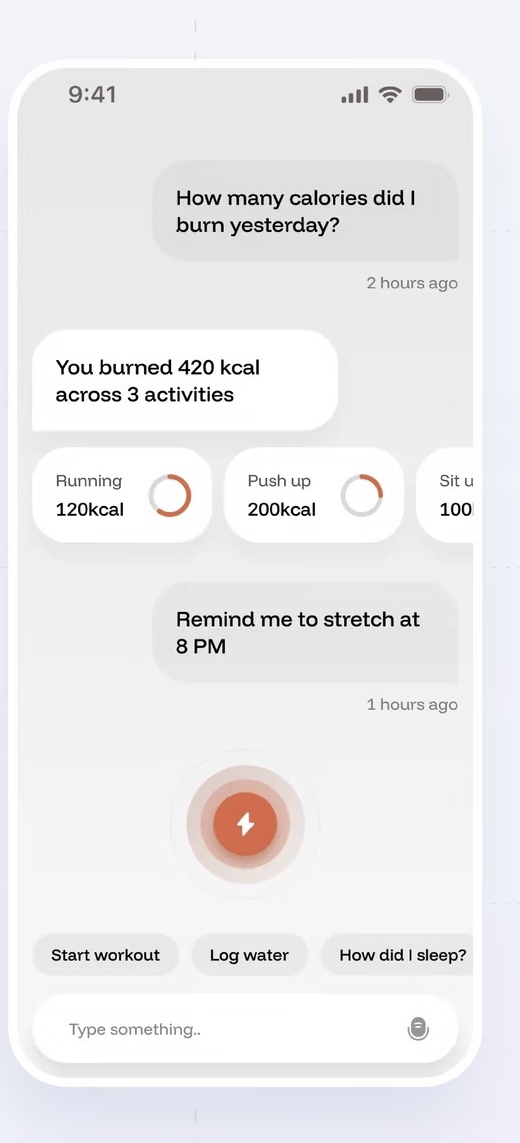 9:41
How many calories did I
burn yesterday?
2 hours ago
You burned 420 kcal
across 3 activities
Running
120kcal
Push up
200kcal
Sit u
100
Remind me to stretch at
8 PM
1 hours ago
Start workout
Log water
How did I sleep?
Type something..